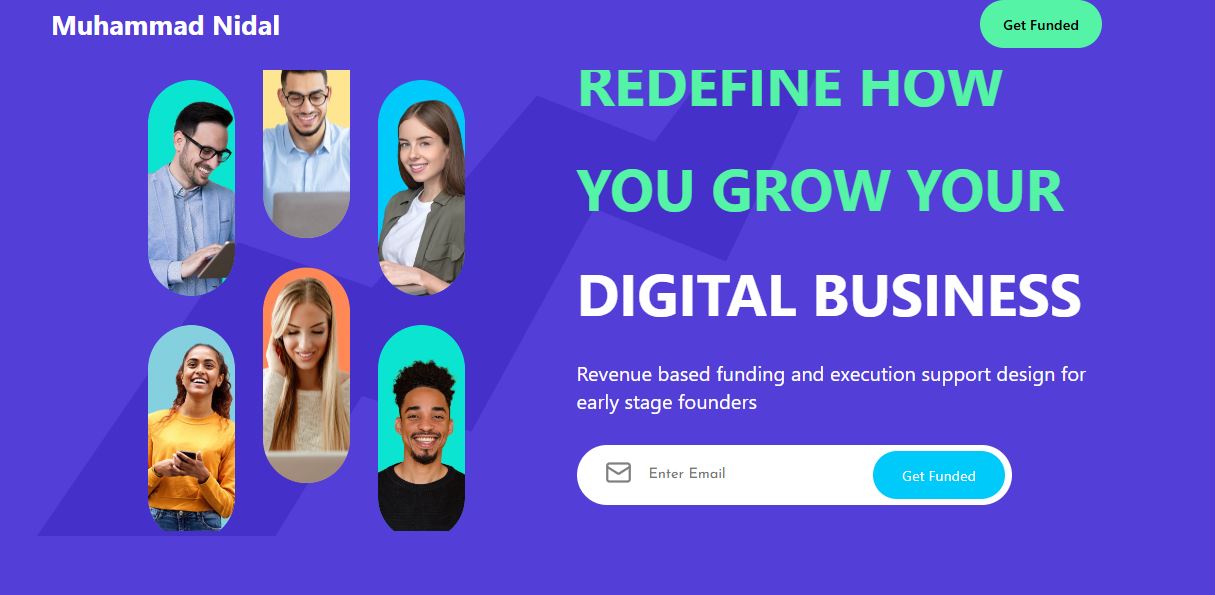 Muhammad Nidal
Get Funded
REDEFINE HOW
YOU GROW YOUR
DIGITAL BUSINESS
Revenue based funding and execution support design for
early stage founders
Enter Email
Get Funded